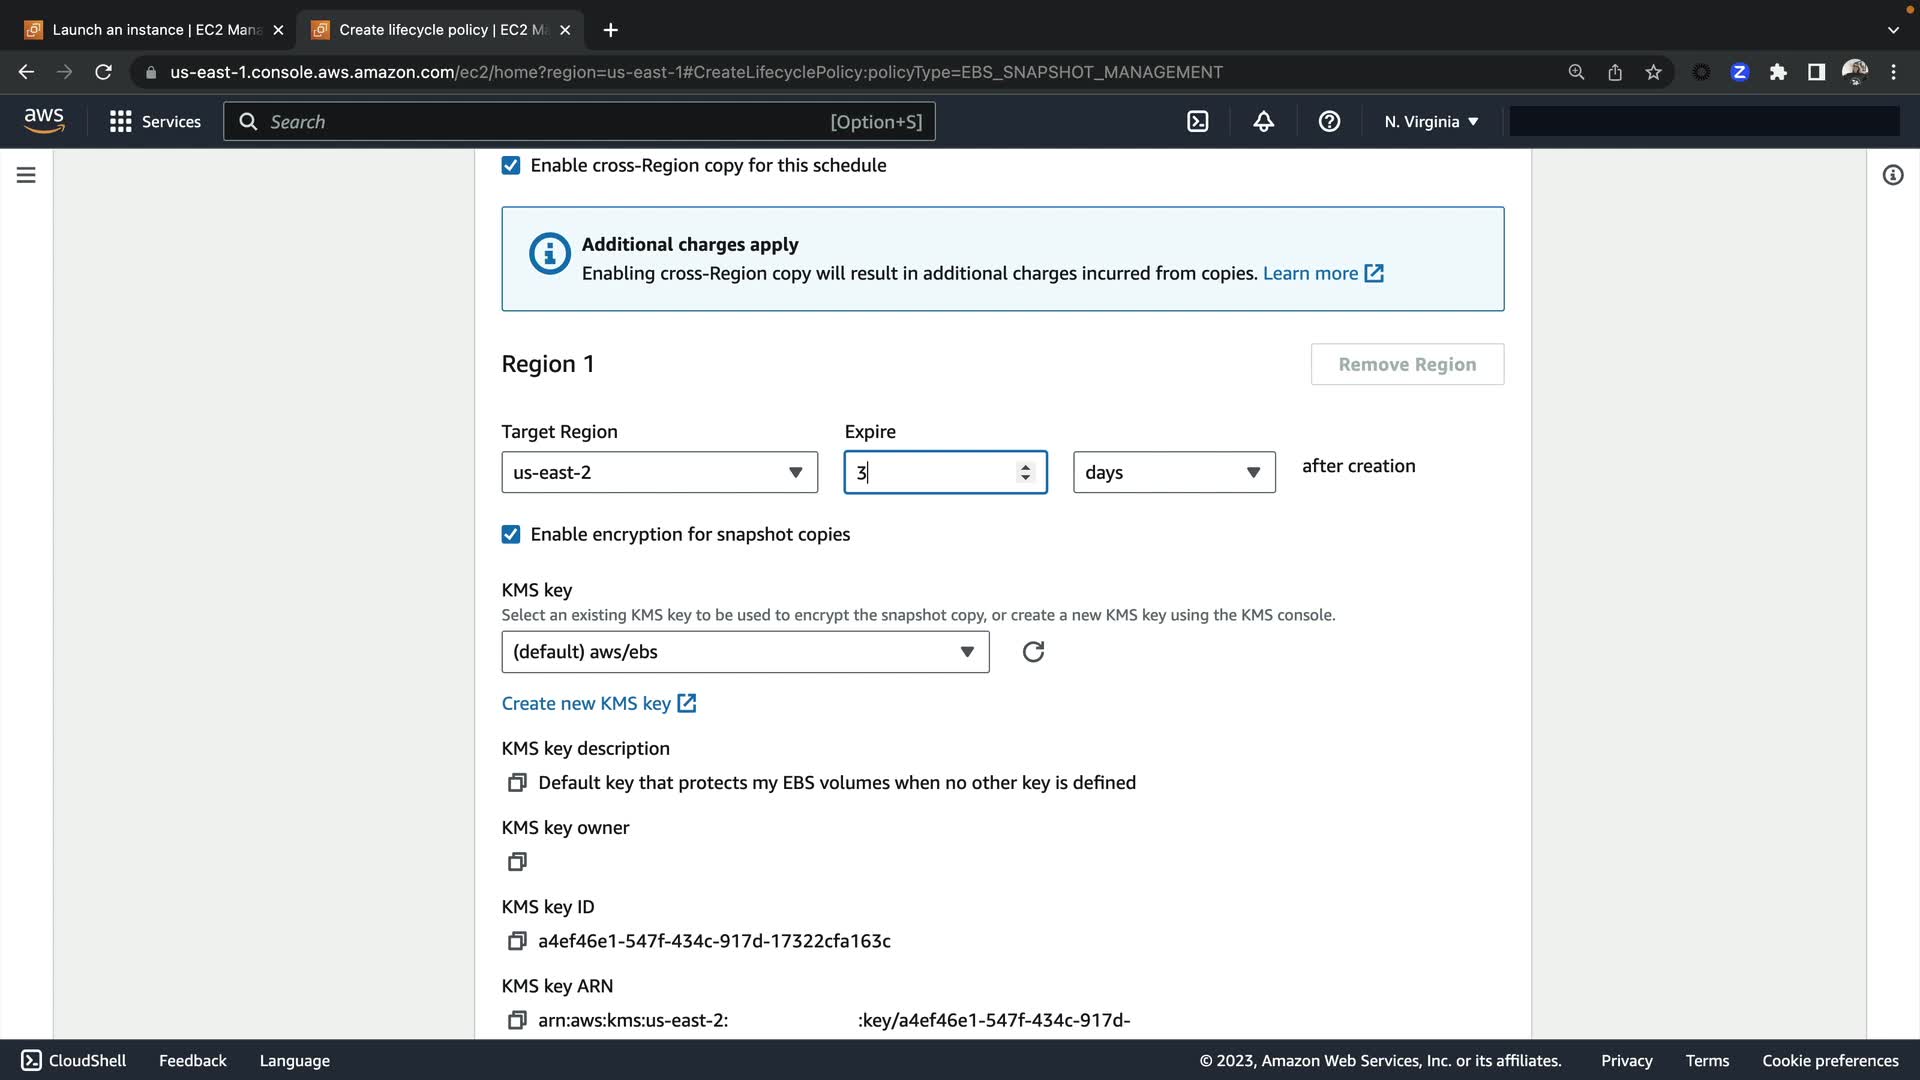 Launch an instance | EC2 Mana
Create lifecycle policy | EC2 Ma
us-east-1.console.aws.amazon.com/ec2/home?region=us-east-1#CreateLifecyclePolicy:policyType=EBS_SNAPSHOT_MANAGEMENT
Z
aws
Services
Search
[Option+S]
N. Virginia
Enable cross-Region copy for this schedule
Additional charges apply
Enabling cross-Region copy will result in additional charges incurred from copies. Learn more
Region 1
Remove Region
Target Region
Expire
us-east-2
3
days
after creation
Enable encryption for snapshot copies
KMS key
Select an existing KMS key to be used to encrypt the snapshot copy, or create a new KMS key using the KMS console.
(default) aws/ebs
Create new KMS key
KMS key description
Default key that protects my EBS volumes when no other key is defined
KMS key owner
KMS key ID
a4ef46e1-547f-434c-917d-17322cfa163c
KMS key ARN
arn:aws:kms:us-east-2: :key/a4ef46e1-547f-434c-917d-
CloudShell
Feedback
Language
© 2023, Amazon Web Services, Inc. or its affiliates.
Privacy
Terms
Cookie preferences